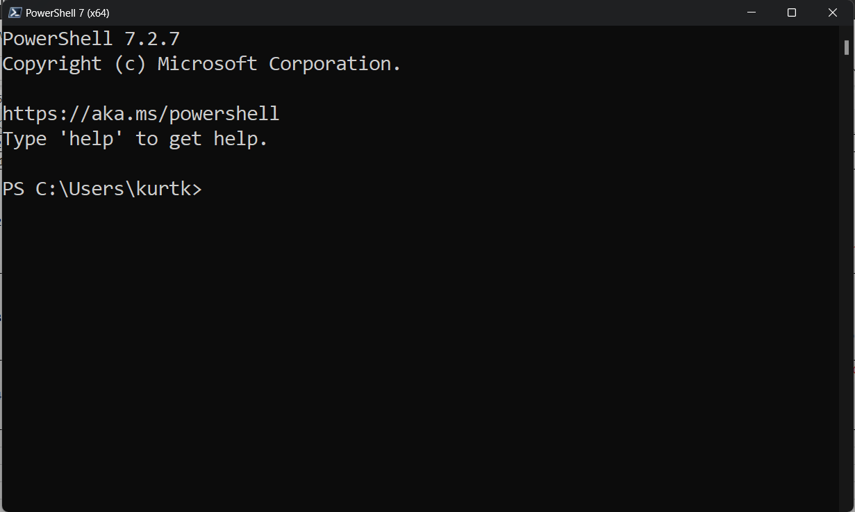 PowerShell 7 (x64)
PowerShell 7.2.7
Copyright (c) Microsoft Corporation.
https://aka.ms/powershell
Type 'help' to get help.
PS C:\Users\kurtk>